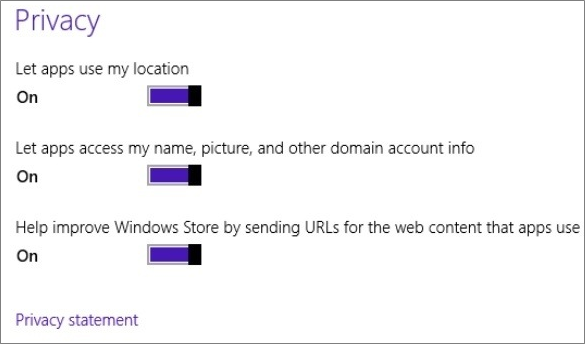 Privacy
Let apps use my location
On
Let apps access my name, picture, and other domain account info
On
Help improve Windows Store by sending URLs for the web content that apps use
On
Privacy statement